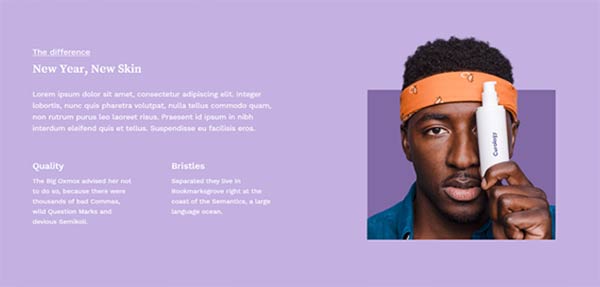 The difference
New Year, New Skin
Lorem ipsum dolor sit amet, consectetur adipiscing elit. Integer
lobortis, nunc quis pharetra volutpat, nulla tellus commodo quam,
non rutrum purus leo laoreet risus. Praesent id ipsum in nibh
interdum eleifend quis et tellus. Suspendisse eu facilisis eros.
Quality
The Big Oxmox advised her not
to do so, because there were
thousands of bad Commas,
wild Question Marks and
devious Semikoli.
Bristles
Separated they live in
Bookmarksgrove right at the
coast of the Semantics, a large
language ocean.
Curology